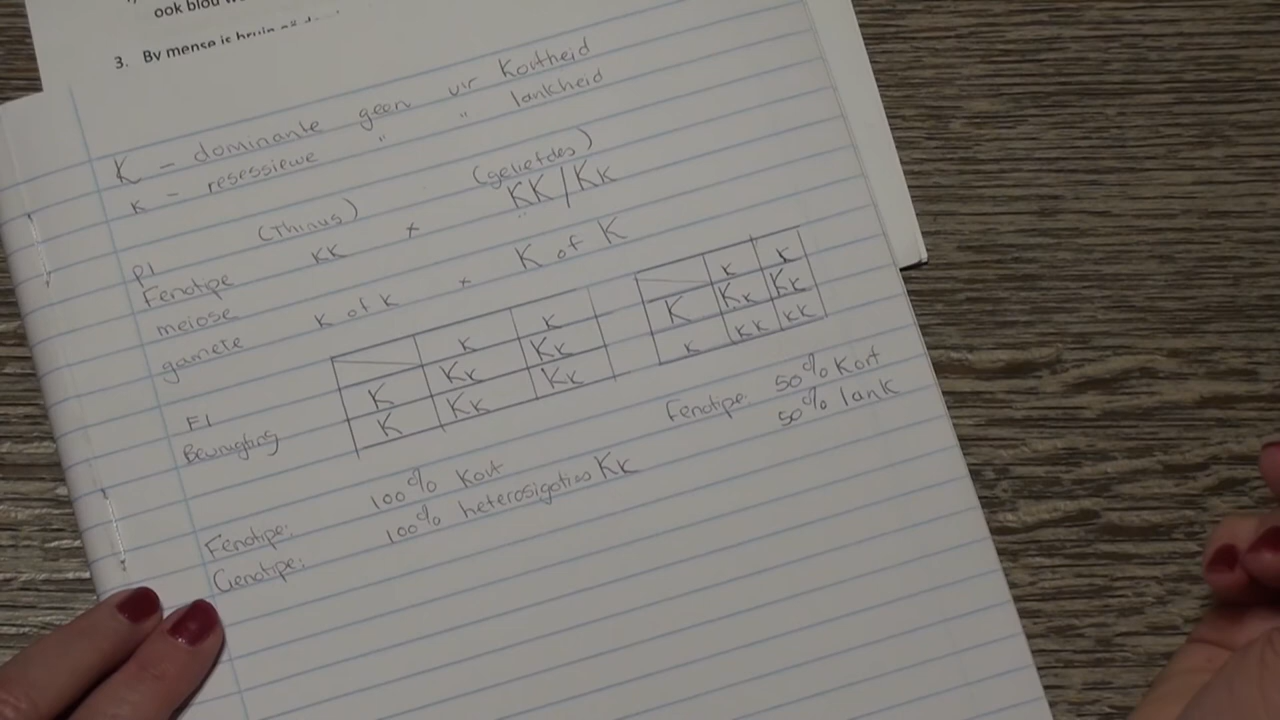 ook blou
3. By mense is bruin
K - dominante geen vir Kortheid
k - resessiewe " " lankheid
(Thinus) (geliefdes)
P1
Fenotipe kk × KK/Kk
meiose
gamete k of k × K of K
k k
K Kk Kk
K Kk Kk
k k
K Kk Kk
k kk kk
F1
Bevrugting
Fenotipe: 50% Kort
50% lank
Fenotipe: 100% Kort
Genotipe: 100% heterosigoties Kk